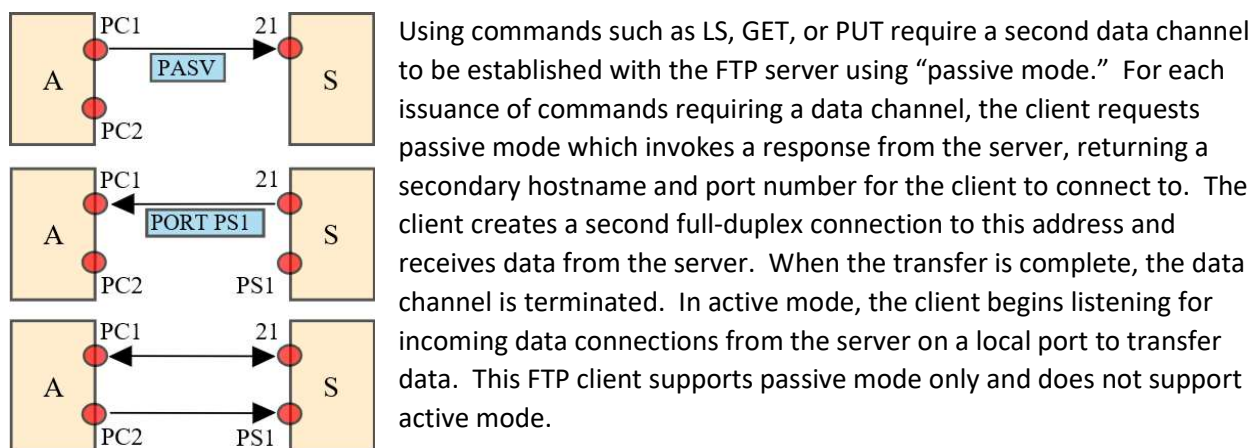 PC1 21
PASV
A S
PC2
PC1 21
PORT PS1
A S
PC2 PS1
PC1 21
A S
PC2 PS1
Using commands such as LS, GET, or PUT require a second data channel
to be established with the FTP server using “passive mode.” For each
issuance of commands requiring a data channel, the client requests
passive mode which invokes a response from the server, returning a
secondary hostname and port number for the client to connect to. The
client creates a second full-duplex connection to this address and
receives data from the server. When the transfer is complete, the data
channel is terminated. In active mode, the client begins listening for
incoming data connections from the server on a local port to transfer
data. This FTP client supports passive mode only and does not support
active mode.